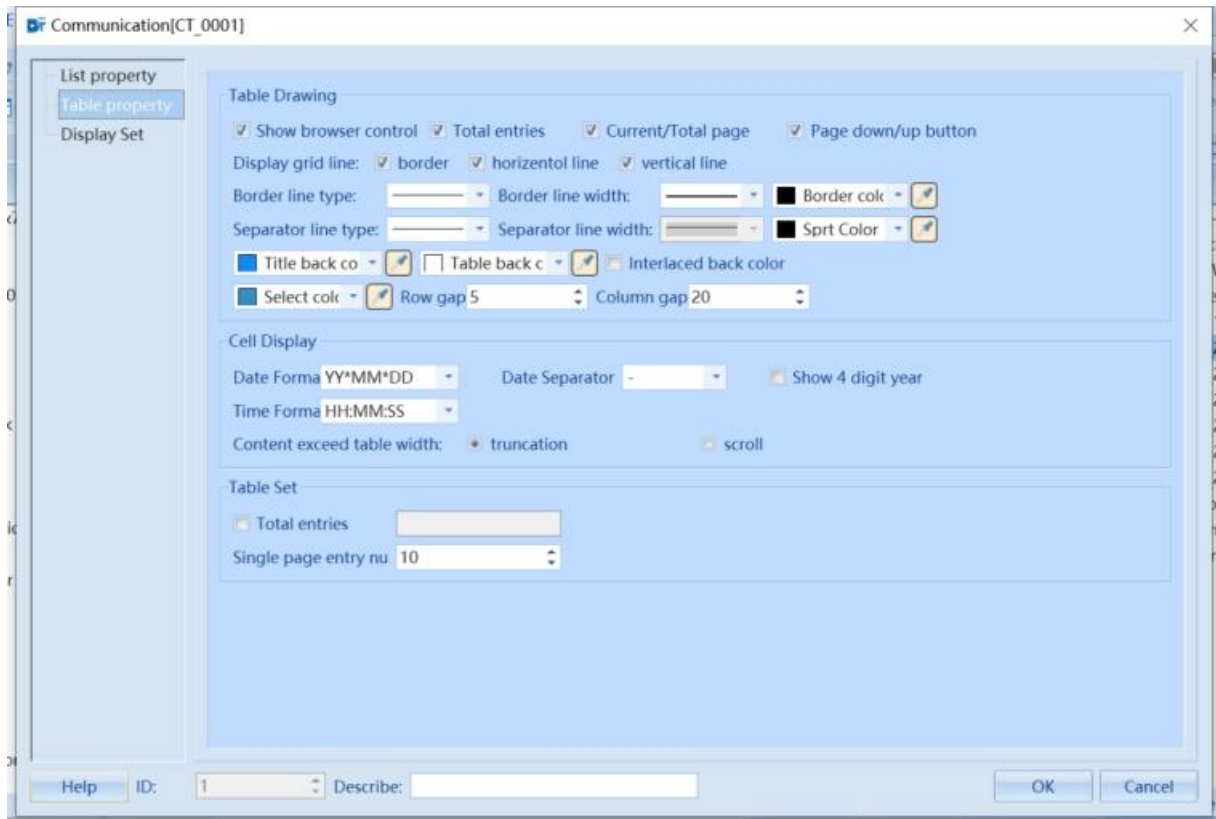 Communication[CT_0001]
List property
Table property
Display Set
Table Drawing
Show browser control Total entries Current/Total page Page down/up button
Display grid line: border horizentol line vertical line
Border line type: Border line width: Border colc
Separator line type: Separator line width: Sprt Color
Title back co Table back c Interlaced back color
Select colc Row gap 5 Column gap 20
Cell Display
Date Forma YY*MM*DD Date Separator - Show 4 digit year
Time Forma HH:MM:SS
Content exceed table width: truncation scroll
Table Set
Total entries
Single page entry nu 10
Help ID: 1 Describe: OK Cancel